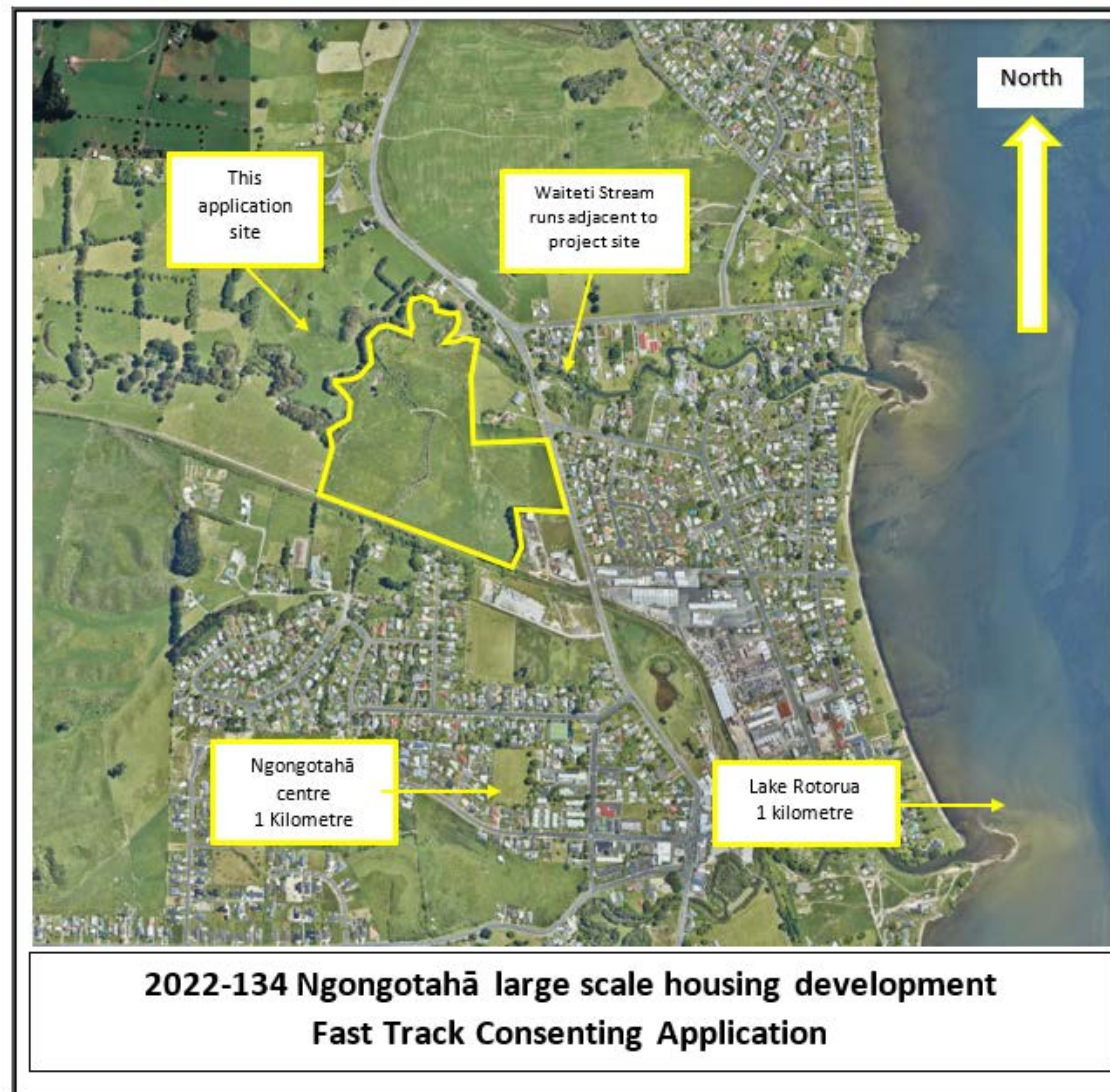 North
This
application
site
Waiteti Stream
runs adjacent to
project site
Ngongotahā
centre
1 Kilometre
Lake Rotorua
1 kilometre
2022-134 Ngongotahā large scale housing development
Fast Track Consenting Application